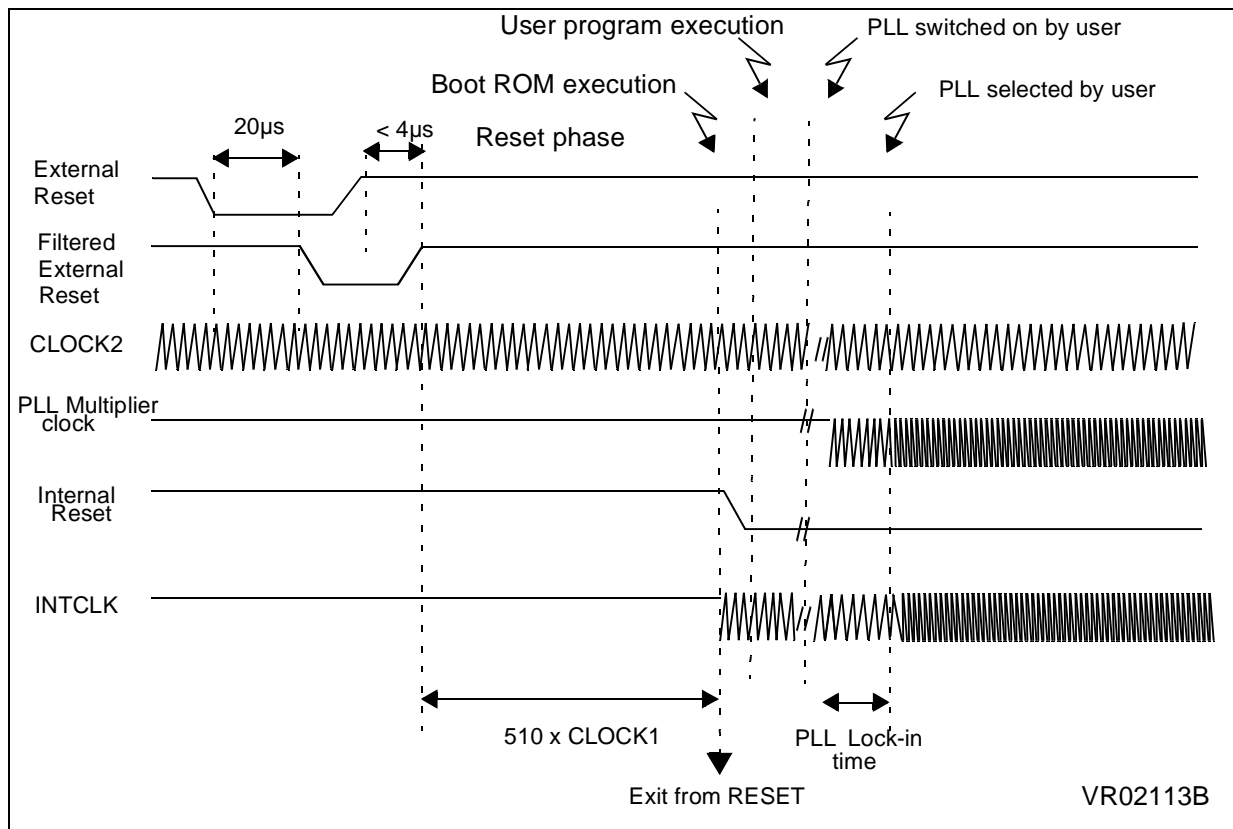 User program execution
PLL switched on by user
Boot ROM execution
PLL selected by user
20µs
< 4µs
Reset phase
External
Reset
Filtered
External
Reset
CLOCK2
PLL Multiplier
clock
Internal
Reset
INTCLK
510 x CLOCK1
PLL Lock-in
time
Exit from RESET
VR02113B